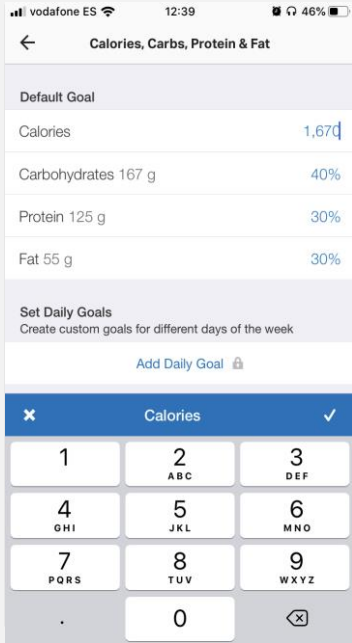 vodafone ES 12:39 46%
Calories, Carbs, Protein & Fat
Default Goal
Calories 1,670
Carbohydrates 167 g 40%
Protein 125 g 30%
Fat 55 g 30%
Set Daily Goals
Create custom goals for different days of the week
Add Daily Goal
Calories
1 2 3
ABC DEF
4 5 6
GHI JKL MNO
7 8 9
PQRS TUV WXYZ
. 0